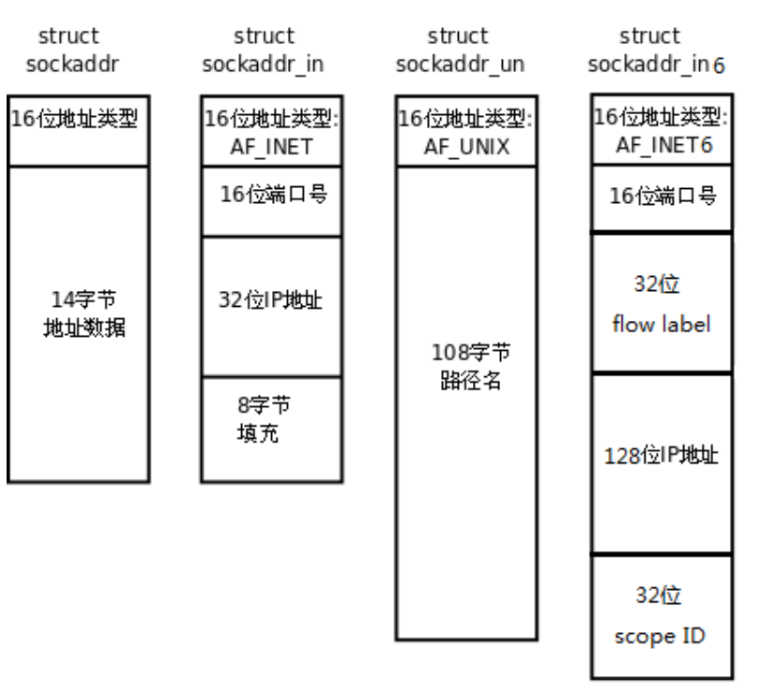 struct
sockaddr
16位地址类型
14字节
地址数据
struct
sockaddr_in
16位地址类型:
AF_INET
16位端口号
32位IP地址
8字节
填充
struct
sockaddr_un
16位地址类型:
AF_UNIX
108字节
路径名
struct
sockaddr_in6
16位地址类型:
AF_INET6
16位端口号
32位
flow label
128位IP地址
32位
scope ID